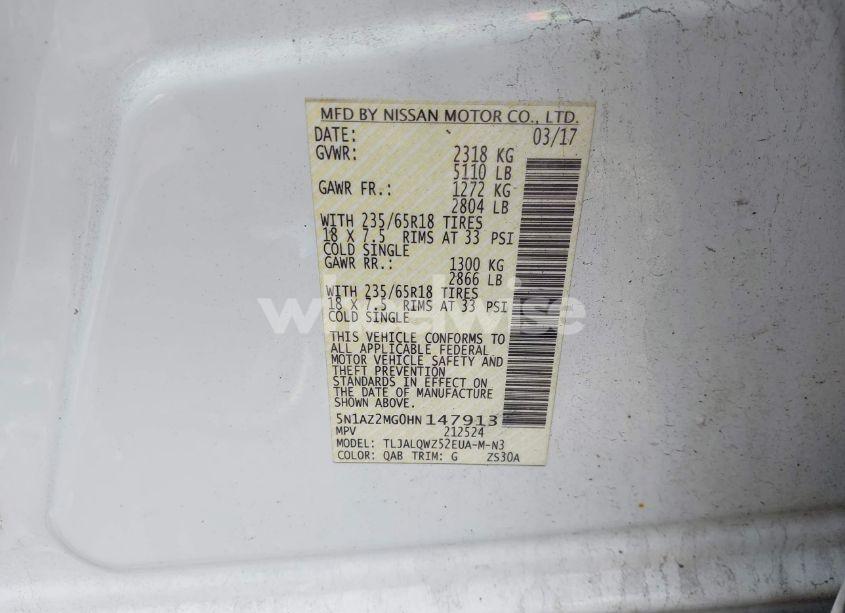 MFD BY NISSAN MOTOR CO., LTD.
DATE: 03/17
GVWR: 2318 KG
5110 LB
GAWR FR.: 1272 KG
2804 LB
WITH 235/65R18 TIRES
18 X 7.5 RIMS AT 33 PSI
COLD SINGLE
GAWR RR.: 1300 KG
2866 LB
WITH 235/65R18 TIRES
18 X 7.5 RIMS AT 33 PSI
COLD SINGLE
wheelwise
THIS VEHICLE CONFORMS TO
ALL APPLICABLE FEDERAL
MOTOR VEHICLE SAFETY AND
THEFT PREVENTION
STANDARDS IN EFFECT ON
THE DATE OF MANUFACTURE
SHOWN ABOVE.
5N1AZ2MG0HN147913
MPV 212524
MODEL: TLJALQWZ52EUA-M-N3
COLOR: QAB TRIM: G ZS30A